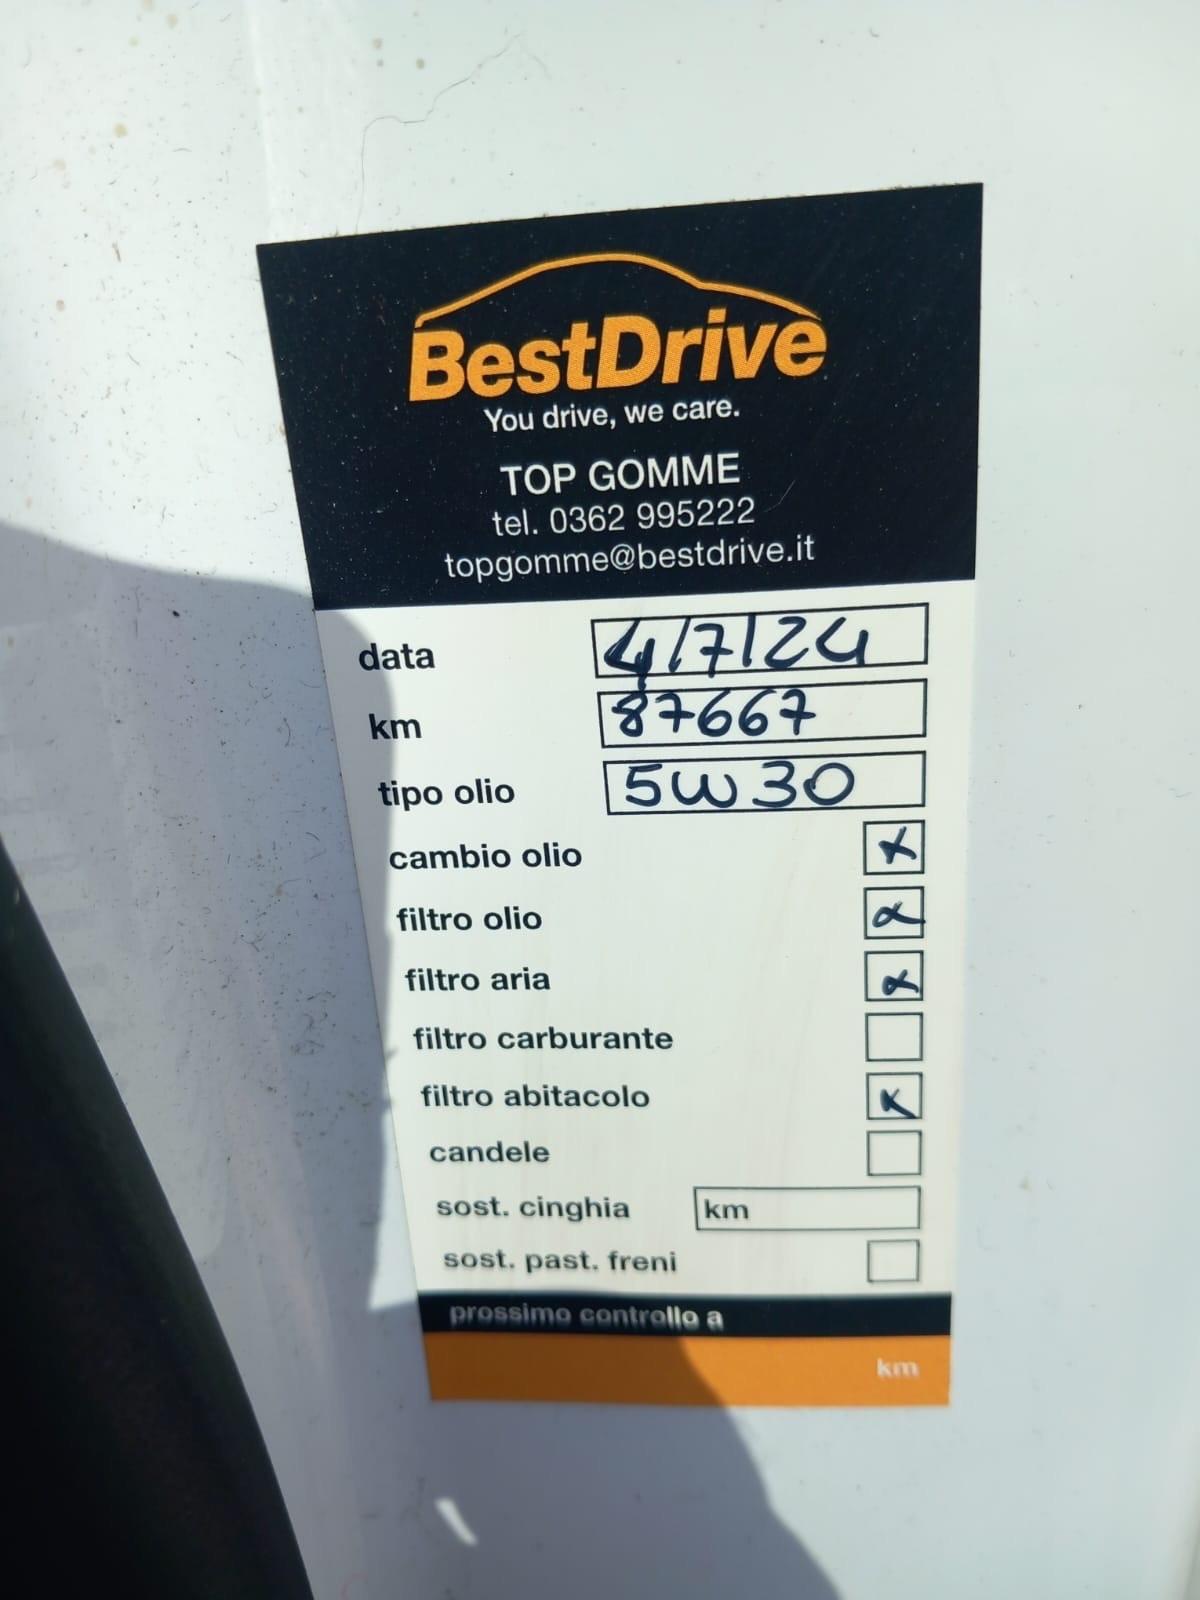 BestDrive
You drive, we care.
TOP GOMME
tel. 0362 995222
topgomme@bestdrive.it
data 4/7/24
km 87667
tipo olio 5W30
cambio olio x
filtro olio x
filtro aria x
filtro carburante
filtro abitacolo x
candele
sost. cinghia km
sost. past. freni
prossimo controllo a
km